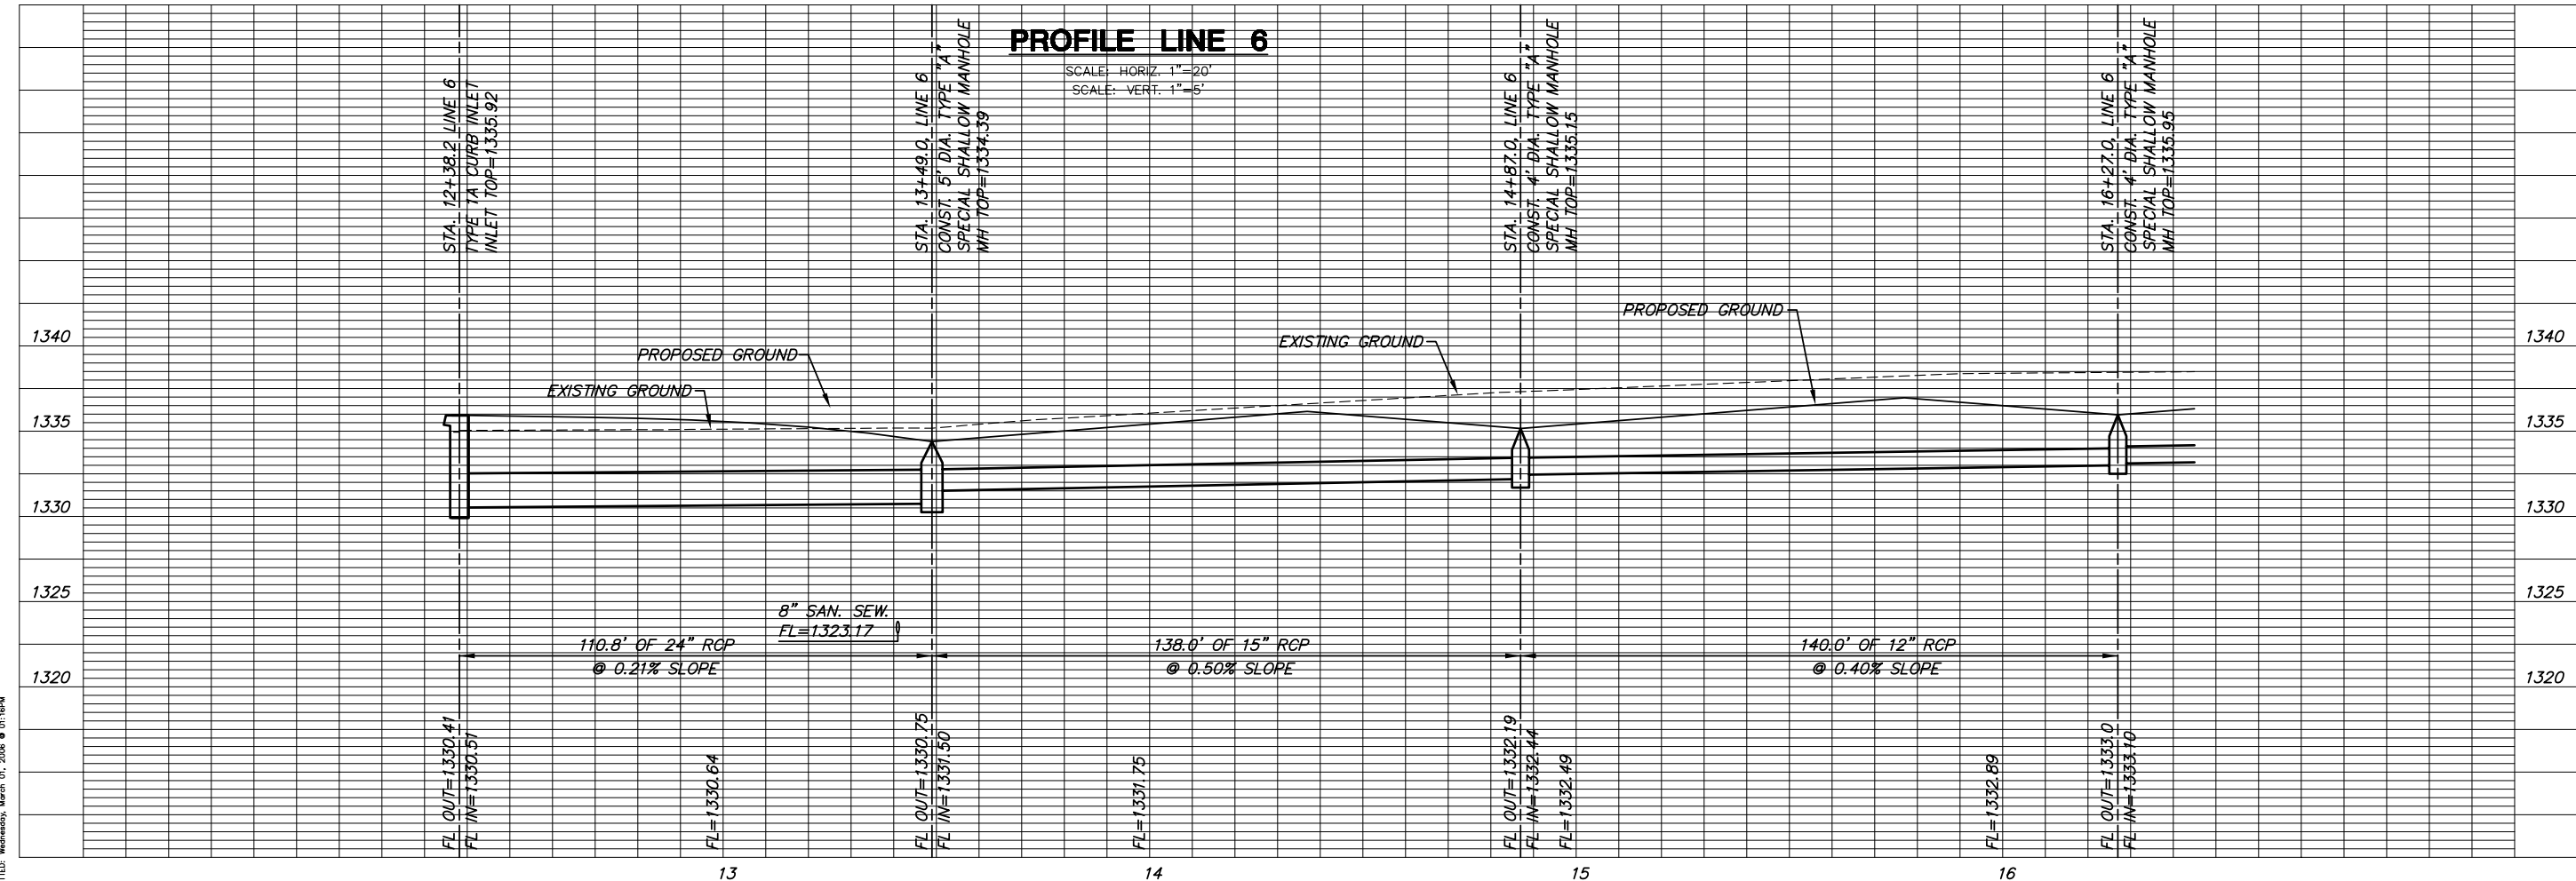 PROFILE LINE 6
SCALE: HORIZ. 1"=20'
SCALE: VERT. 1"=5'
STA. 12+38.2 LINE 6
TYPE 1A CURB INLET
INLET TOP=1335.92
STA. 13+49.0, LINE 6
CONST. 5' DIA. TYPE "A"
SPECIAL SHALLOW MANHOLE
MH TOP=1334.39
STA. 14+87.0, LINE 6
CONST. 4' DIA. TYPE "A"
SPECIAL SHALLOW MANHOLE
MH TOP=1335.15
STA. 16+27.0, LINE 6
CONST. 4' DIA. TYPE "A"
SPECIAL SHALLOW MANHOLE
MH TOP=1335.95
1340
1335
1330
1325
1320
PROPOSED GROUND
EXISTING GROUND
EXISTING GROUND
PROPOSED GROUND
1340
1335
1330
1325
1320
8" SAN. SEW.
FL=1323.17
110.8' OF 24" RCP
@ 0.21% SLOPE
138.0' OF 15" RCP
@ 0.50% SLOPE
140.0' OF 12" RCP
@ 0.40% SLOPE
FL OUT=1330.41
FL IN=1330.51
FL=1330.64
FL OUT=1330.75
FL IN=1331.50
FL=1331.75
FL OUT=1332.19
FL IN=1332.44
FL=1332.49
FL=1332.89
FL OUT=1333.0
FL IN=1333.10
13
14
15
16
Wednesday, March 01, 2006 @ 01:16PM